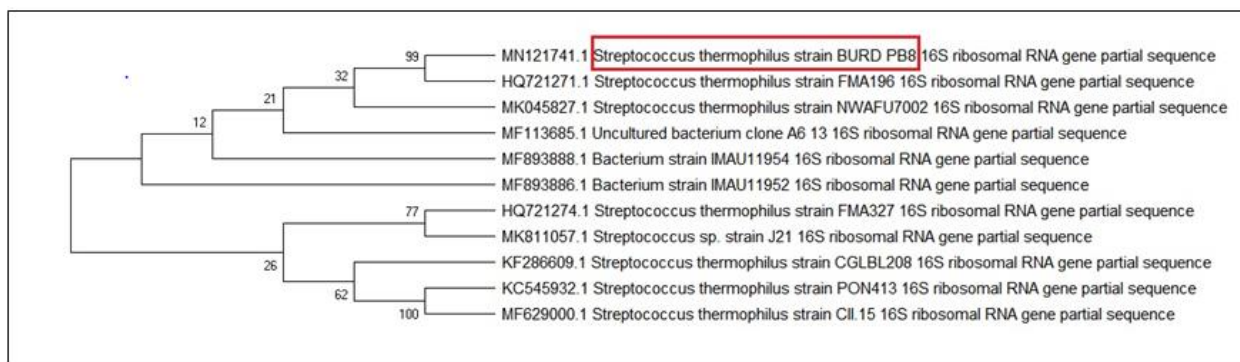 99
MN121741.1 Streptococcus thermophilus strain BURD PB8 16S ribosomal RNA gene partial sequence
32
HQ721271.1 Streptococcus thermophilus strain FMA196 16S ribosomal RNA gene partial sequence
21
MK045827.1 Streptococcus thermophilus strain NWAFU7002 16S ribosomal RNA gene partial sequence
12
MF113685.1 Uncultured bacterium clone A6 13 16S ribosomal RNA gene partial sequence
MF893888.1 Bacterium strain IMAU11954 16S ribosomal RNA gene partial sequence
MF893886.1 Bacterium strain IMAU11952 16S ribosomal RNA gene partial sequence
77
HQ721274.1 Streptococcus thermophilus strain FMA327 16S ribosomal RNA gene partial sequence
MK811057.1 Streptococcus sp. strain J21 16S ribosomal RNA gene partial sequence
26
KF286609.1 Streptococcus thermophilus strain CGLBL208 16S ribosomal RNA gene partial sequence
62
KC545932.1 Streptococcus thermophilus strain PON413 16S ribosomal RNA gene partial sequence
100
MF629000.1 Streptococcus thermophilus strain CII.15 16S ribosomal RNA gene partial sequence